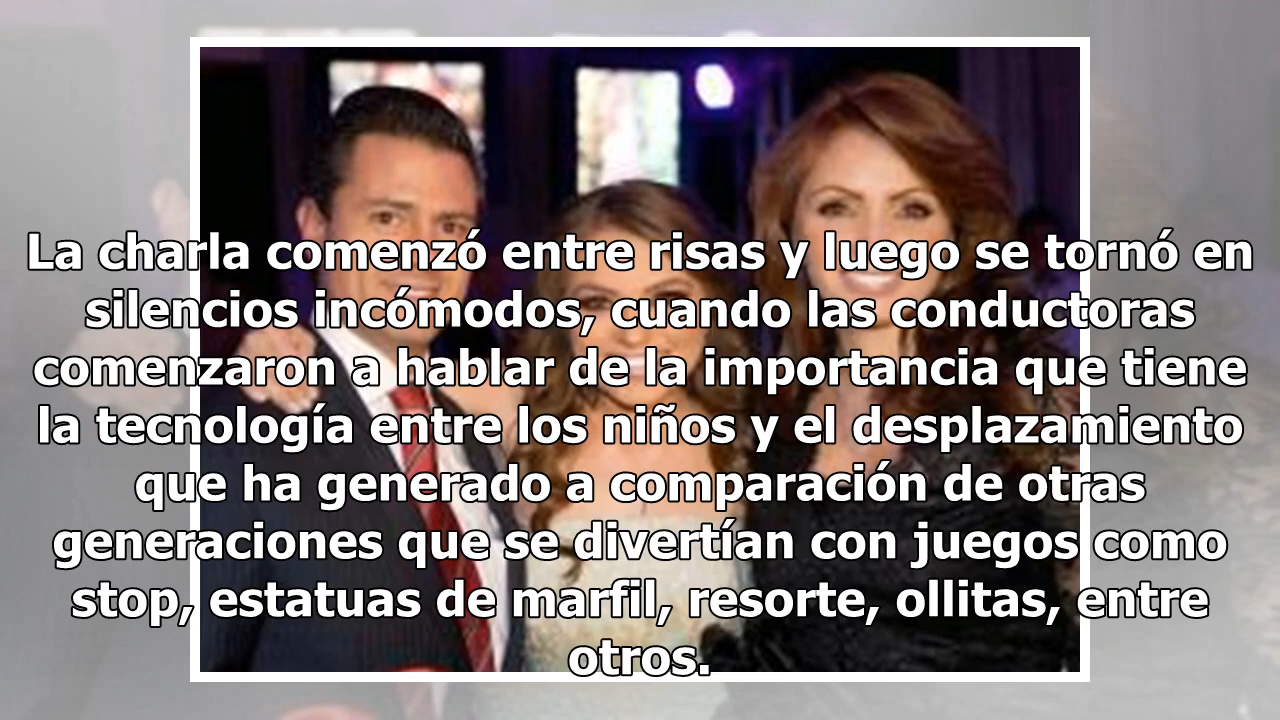 La charla comenzó entre risas y luego se tornó en
silencios incómodos, cuando las conductoras
comenzaron a hablar de la importancia que tiene
la tecnología entre los niños y el desplazamiento
que ha generado a comparación de otras
generaciones que se divertían con juegos como
stop, estatuas de marfil, resorte, ollitas, entre
otros.